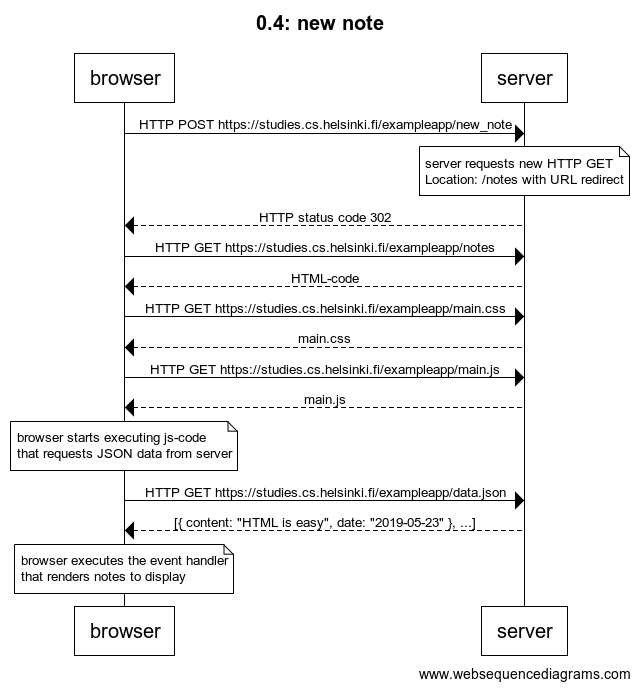 0.4: new note
browser
server
HTTP POST https://studies.cs.helsinki.fi/exampleapp/new_note
server requests new HTTP GET
Location: /notes with URL redirect
HTTP status code 302
HTTP GET https://studies.cs.helsinki.fi/exampleapp/notes
HTML-code
HTTP GET https://studies.cs.helsinki.fi/exampleapp/main.css
main.css
HTTP GET https://studies.cs.helsinki.fi/exampleapp/main.js
main.js
browser starts executing js-code
that requests JSON data from server
HTTP GET https://studies.cs.helsinki.fi/exampleapp/data.json
[{ content: "HTML is easy", date: "2019-05-23" }, ...]
browser executes the event handler
that renders notes to display
browser
server
www.websequencediagrams.com